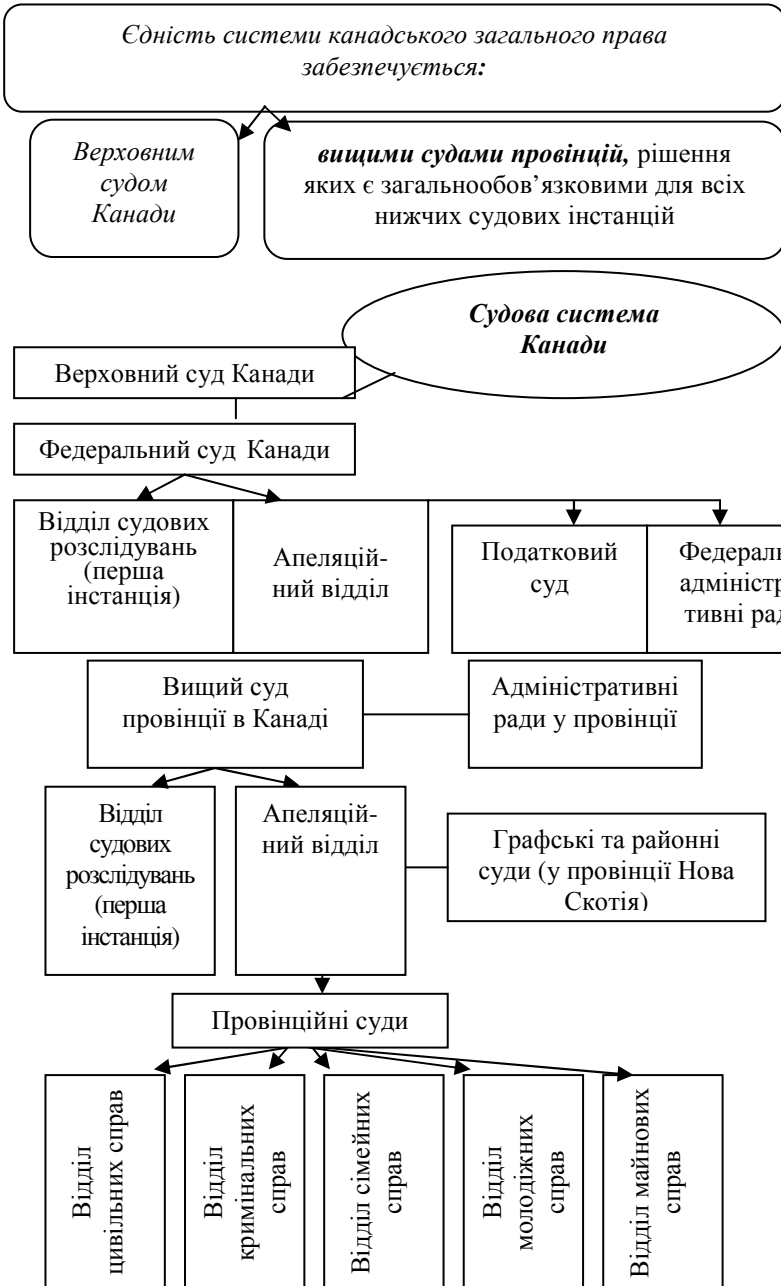 Єдність системи канадського загального права
забезпечується:
Верховним
судом
Канади
вищими судами провінцій, рішення
яких є загальнообов’язковими для всіх
нижчих судових інстанцій
Судова система
Канади
Верховний суд Канади
Федеральний суд Канади
Відділ судових
розслідувань
(перша
інстанція)
Апеляцій-
ний відділ
Податковий
суд
Вищий суд
провінції в Канаді
Адміністративні
ради у провінції
Відділ
судових
розслідувань
(перша
інстанція)
Апеляцій-
ний відділ
Графські та районні
суди (у провінції Нова
Скотія)
Провінційні суди
Відділ
цивільних справ
Відділ
кримінальних
справ
Відділ сімейних
справ
Відділ
молодіжних
справ
Відділ майнових
справ